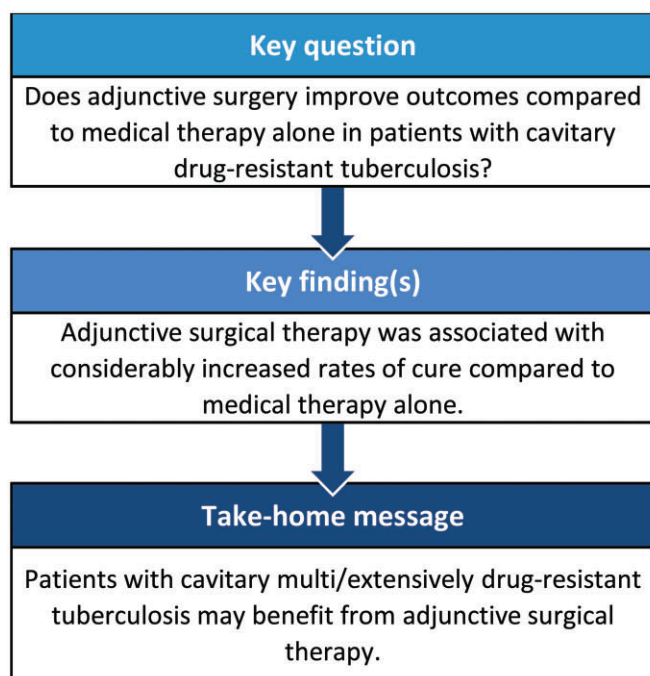 Key question
Does adjunctive surgery improve outcomes compared
to medical therapy alone in patients with cavitary
drug-resistant tuberculosis?
Key finding(s)
Adjunctive surgical therapy was associated with
considerably increased rates of cure compared to
medical therapy alone.
Take-home message
Patients with cavitary multi/extensively drug-resistant
tuberculosis may benefit from adjunctive surgical
therapy.